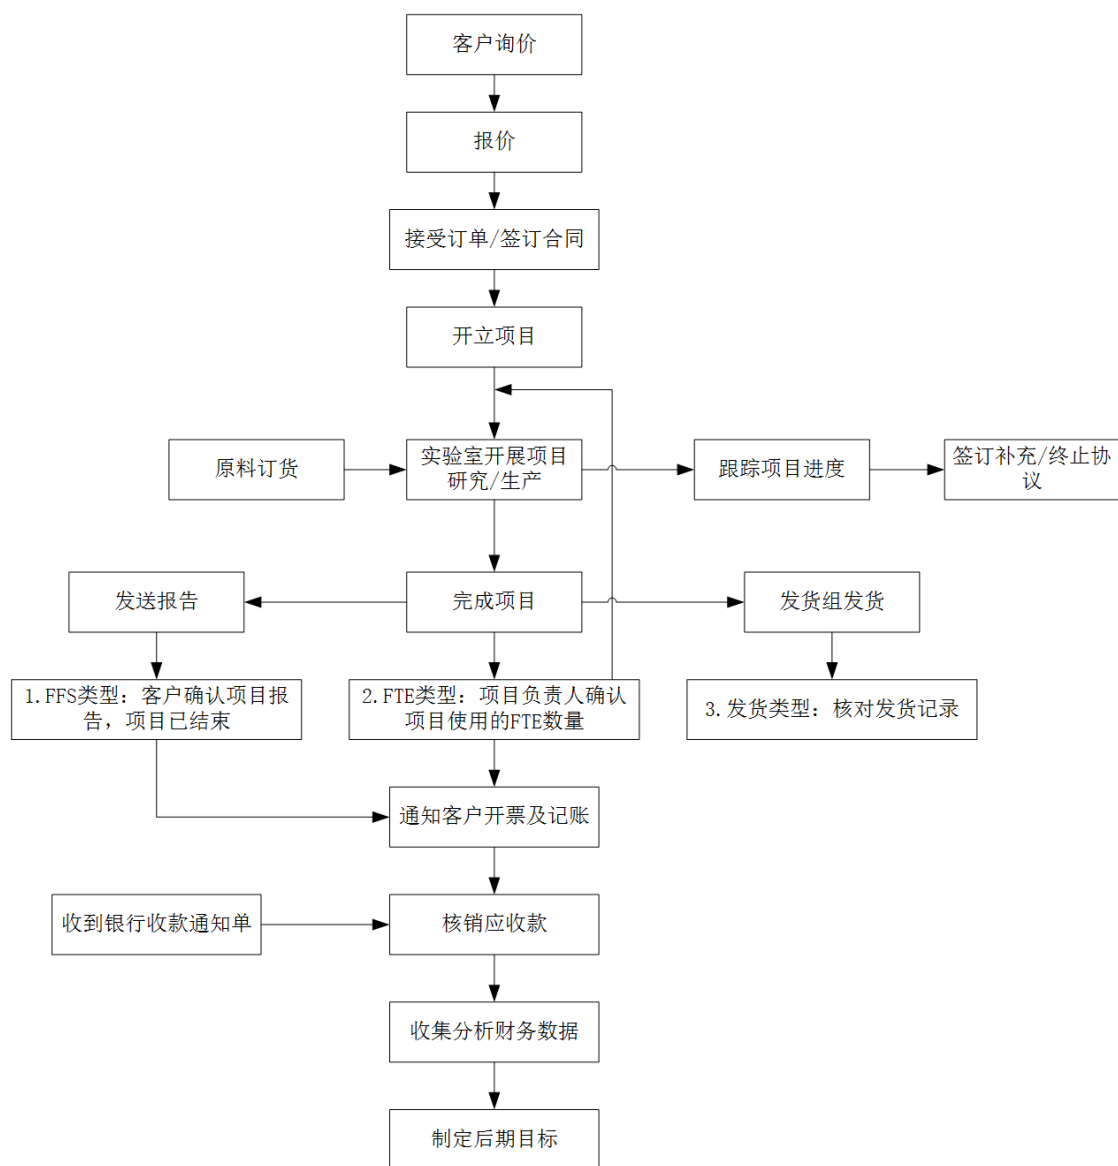 客户询价
报价
接受订单/签订合同
开立项目
原料订货
实验室开展项目
研究/生产
跟踪项目进度
签订补充/终止协
议
发送报告
完成项目
发货组发货
1.FFS类型：客户确认项目报
告，项目已结束
2.FTE类型：项目负责人确认
项目使用的FTE数量
3.发货类型：核对发货记录
通知客户开票及记账
收到银行收款通知单
核销应收款
收集分析财务数据
制定后期目标